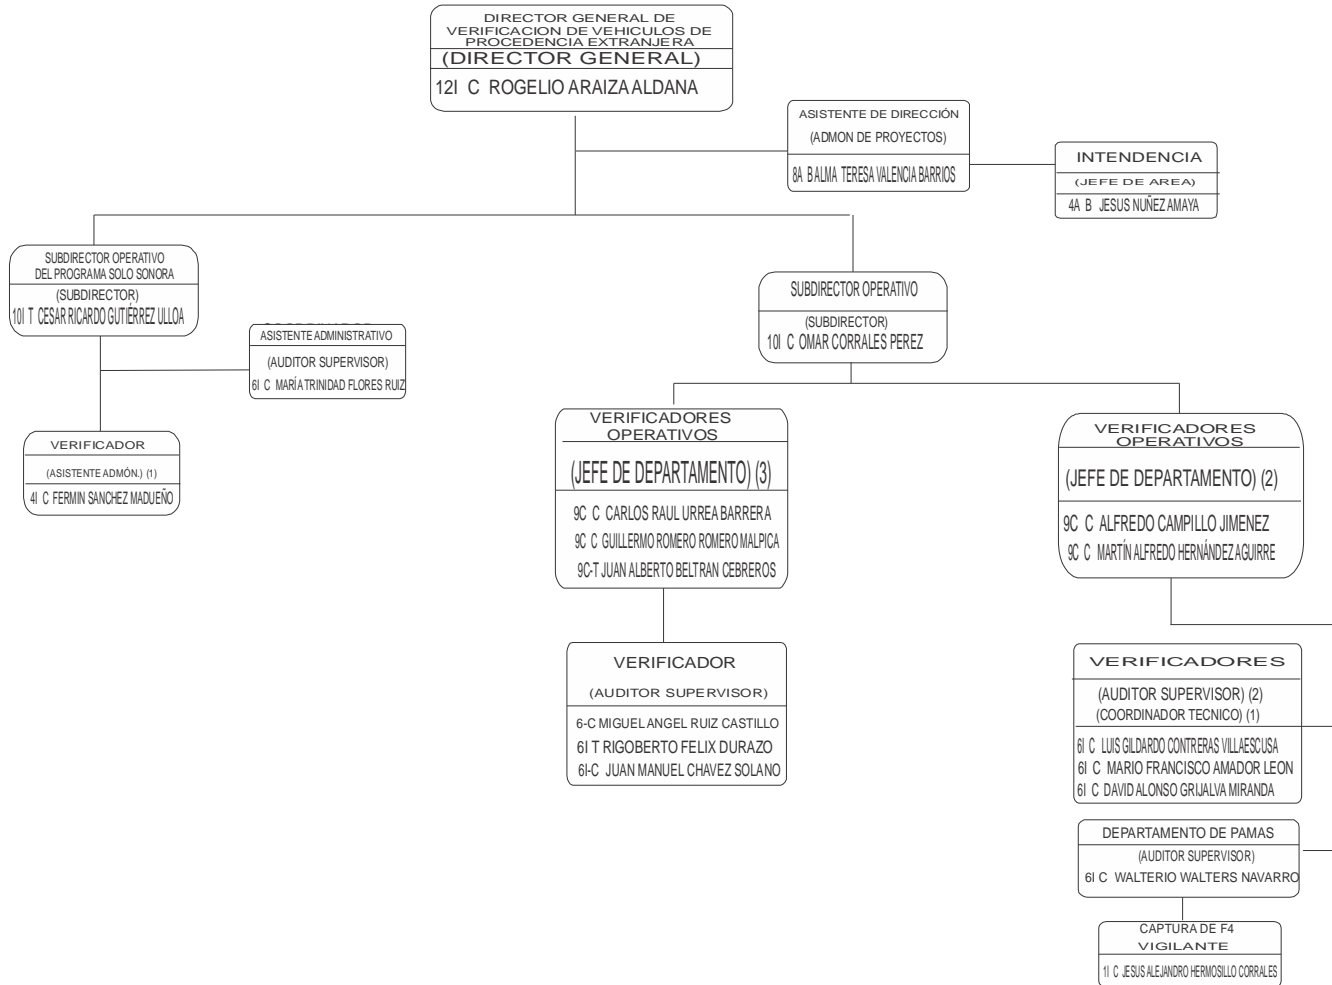 DIRECTOR GENERAL DE
VERIFICACION DE VEHICULOS DE
PROCEDENCIA EXTRANJERA
(DIRECTOR GENERAL)
12I C ROGELIO ARAIZA ALDANA
ASISTENTE DE DIRECCIÓN
(ADMON DE PROYECTOS)
8A B ALMA TERESA VALENCIA BARRIOS
INTENDENCIA
(JEFE DE AREA)
4A B JESUS NUÑEZ AMAYA
SUBDIRECTOR OPERATIVO
DEL PROGRAMA SOLO SONORA
(SUBDIRECTOR)
10I T CESAR RICARDO GUTIÉRREZ ULLOA
ASISTENTE ADMINISTRATIVO
(AUDITOR SUPERVISOR)
6I C MARÍA TRINIDAD FLORES RUIZ
VERIFICADOR
(ASISTENTE ADMÓN.) (1)
4I C FERMIN SANCHEZ MADUEÑO
SUBDIRECTOR OPERATIVO
(SUBDIRECTOR)
10I C OMAR CORRALES PEREZ
VERIFICADORES
OPERATIVOS
(JEFE DE DEPARTAMENTO) (3)
9C C CARLOS RAUL URREA BARRERA
9C C GUILLERMO ROMERO ROMERO MALPICA
9C-T JUAN ALBERTO BELTRAN CEBREROS
VERIFICADOR
(AUDITOR SUPERVISOR)
6-C MIGUEL ANGEL RUIZ CASTILLO
6I T RIGOBERTO FELIX DURAZO
6I-C JUAN MANUEL CHAVEZ SOLANO
VERIFICADORES
OPERATIVOS
(JEFE DE DEPARTAMENTO) (2)
9C C ALFREDO CAMPILLO JIMENEZ
9C C MARTÍN ALFREDO HERNÁNDEZ AGUIRRE
VERIFICADORES
(AUDITOR SUPERVISOR) (2)
(COORDINADOR TECNICO) (1)
6I C LUIS GILDARDO CONTRERAS VILLAESCUSA
6I C MARIO FRANCISCO AMADOR LEON
6I C DAVID ALONSO GRIJALVA MIRANDA
DEPARTAMENTO DE PAMAS
(AUDITOR SUPERVISOR)
6I C WALTERIO WALTERS NAVARRO
CAPTURA DE F4
VIGILANTE
1I C JESUS ALEJANDRO HERMOSILLO CORRALES